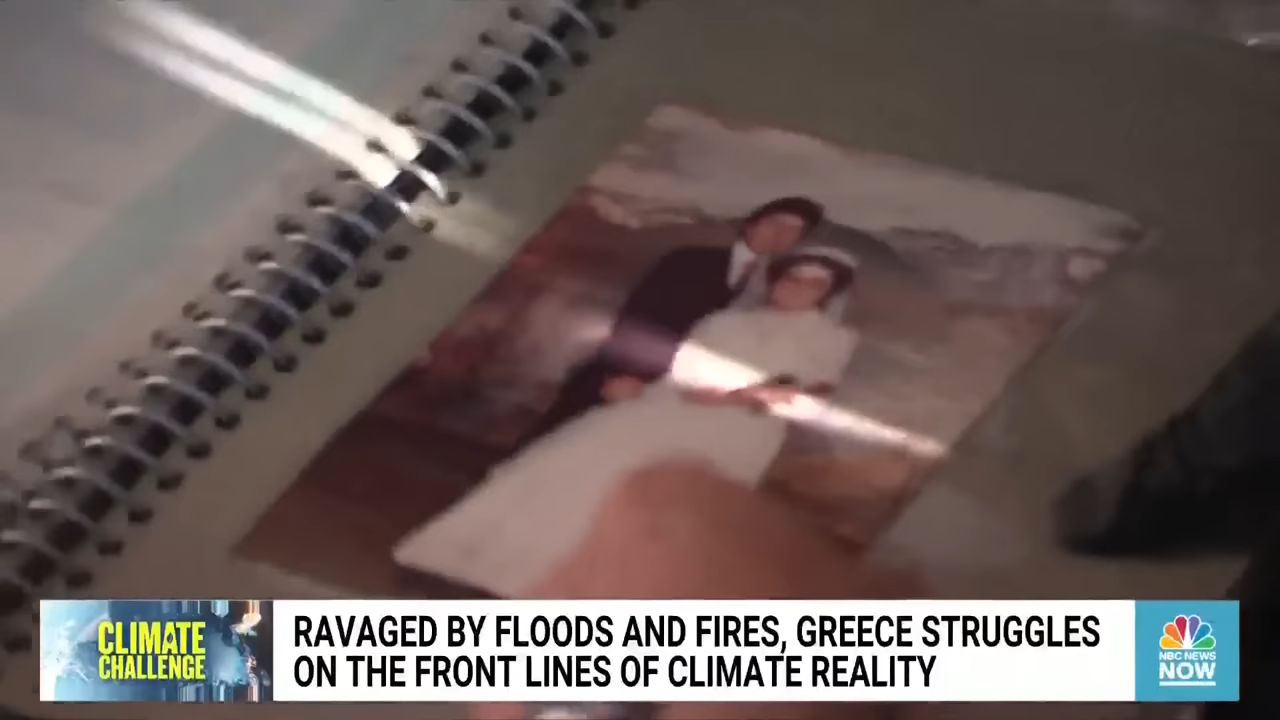 CLIMATE
CHALLENGE
RAVAGED BY FLOODS AND FIRES, GREECE STRUGGLES
ON THE FRONT LINES OF CLIMATE REALITY
NBC NEWS
NOW